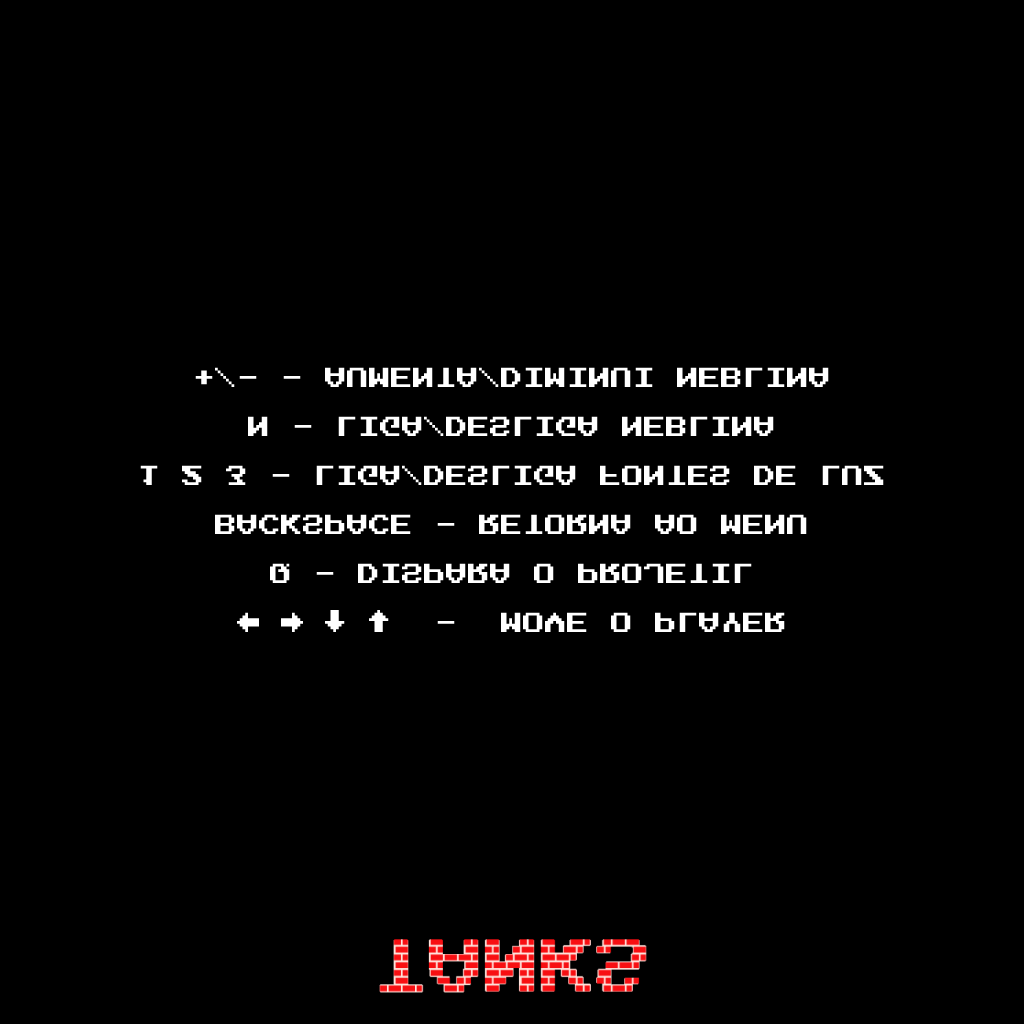 TANKS
← → ↑ ↓ - MOVE O PLAYER
0 - DISPARA O PROJETIL
BACKSPACE - RETORNA AO MENU
1 2 3 - LIGA/DESLIGA FONTES DE LUZ
N - LIGA/DESLIGA NEBLINA
+/- - AUMENTA/DIMINUI NEBLINA